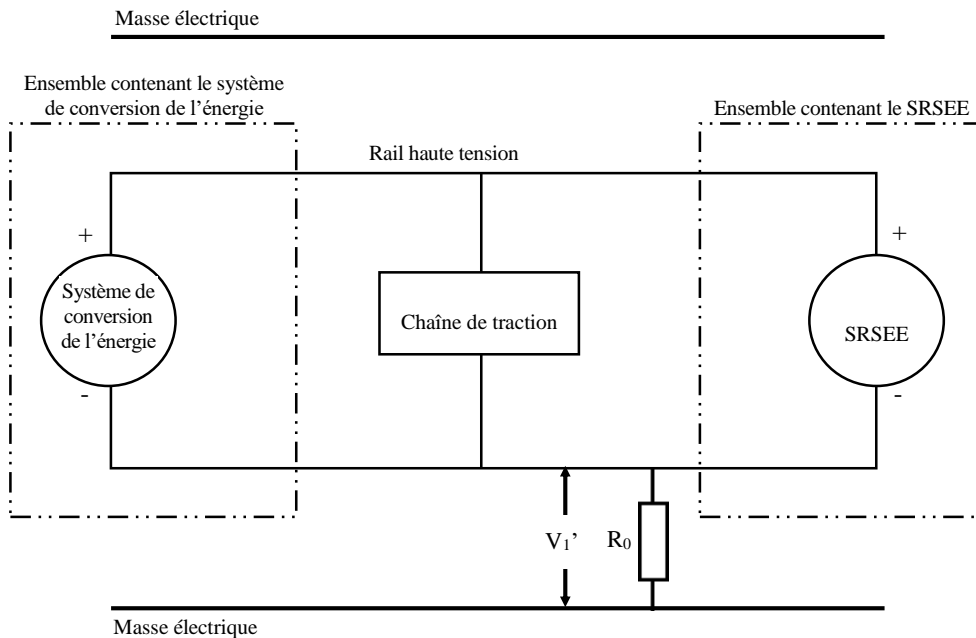 Masse électrique
Ensemble contenant le système
de conversion de l’énergie
Ensemble contenant le SRSEE
Rail haute tension
+
+
Système de
conversion
de l’énergie
Chaîne de traction
SRSEE
-
-
V₁’
R₀
Masse électrique